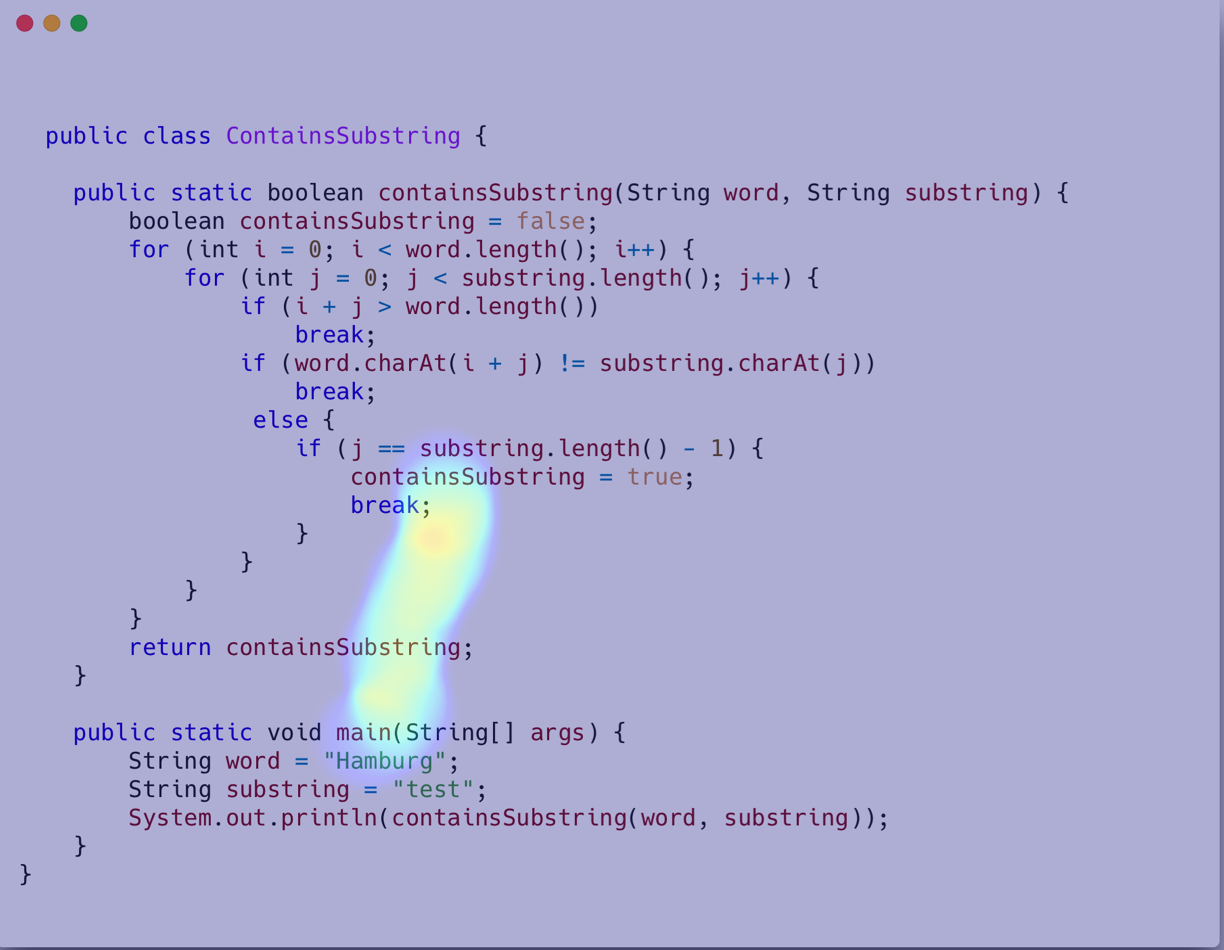 public class ContainsSubstring {
public static boolean containsSubstring(String word, String substring) {
boolean containsSubstring = false;
for (int i = 0; i < word.length(); i++) {
for (int j = 0; j < substring.length(); j++) {
if (i + j > word.length())
break;
if (word.charAt(i + j) != substring.charAt(j))
break;
else {
if (j == substring.length() - 1) {
containsSubstring = true;
break;
}
}
}
}
return containsSubstring;
}
public static void main(String[] args) {
String word = "Hamburg";
String substring = "test";
System.out.println(containsSubstring(word, substring));
}
}